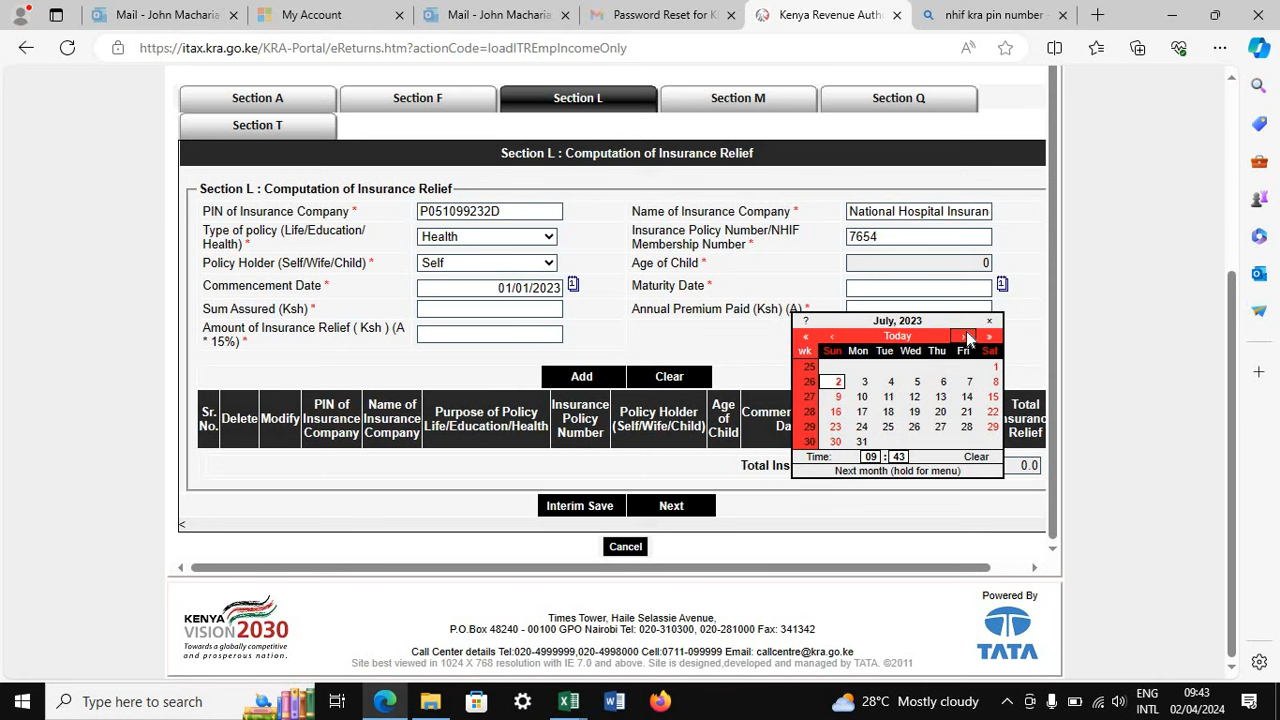 Mail - John Macharia
My Account
Mail - John Macharia
Password Reset for K
Kenya Revenue Auth
nhif kra pin number -
https://itax.kra.go.ke/KRA-Portal/eReturns.htm?actionCode=loadITREmpIncomeOnly
Section A
Section F
Section L
Section M
Section Q
Section T
Section L : Computation of Insurance Relief
Section L : Computation of Insurance Relief
PIN of Insurance Company *
P051099232D
Name of Insurance Company *
National Hospital Insuran
Type of policy (Life/Education/
Health) *
Health
Insurance Policy Number/NHIF
Membership Number *
7654
Policy Holder (Self/Wife/Child) *
Self
Age of Child *
0
Commencement Date *
01/01/2023
Maturity Date *
Sum Assured (Ksh) *
Annual Premium Paid (Ksh) (A) *
Amount of Insurance Relief ( Ksh ) (A
* 15%) *
? July, 2023 ×
« ‹ Today › »
wk Sun Mon Tue Wed Thu Fri Sat
25 1
26 2 3 4 5 6 7 8
27 9 10 11 12 13 14 15
28 16 17 18 19 20 21 22
29 23 24 25 26 27 28 29
30 30 31
Time: 09 : 43 Clear
Next month (hold for menu)
Add
Clear
Sr.
No.
Delete
Modify
PIN of
Insurance
Company
Name of
Insurance
Company
Purpose of Policy
Life/Education/Health
Insurance
Policy
Number
Policy Holder
(Self/Wife/Child)
Age
of
Child
Comme
Da
Total
Insura
Relief
Total Ins
0.0
Interim Save
Next
<
Cancel
KENYA
VISION 2030
Towards a globally competitive
and prosperous nation.
Times Tower, Haile Selassie Avenue,
P.O.Box 48240 - 00100 GPO Nairobi Tel: 020-310300, 020-281000 Fax: 341342
Call Center details Tel:020-4999999,020-4998000 Cell:0711-099999 Email: callcentre@kra.go.ke
Site best viewed in 1024 X 768 resolution with IE 7.0 and above. Site is designed,developed and managed by TATA. ©2011
Powered By
TATA
Type here to search
28°C Mostly cloudy
ENG
INTL
09:43
02/04/2024